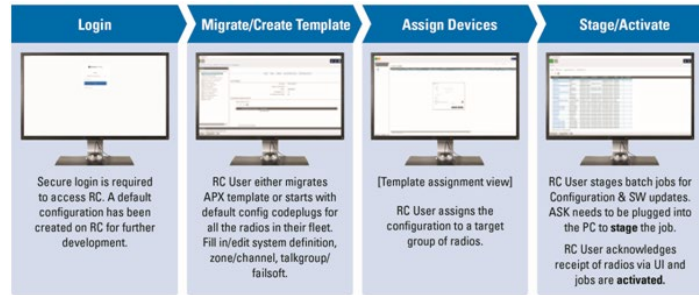 Login
Secure login is required
to access RC. A default
configuration has been
created on RC for further
development.
Migrate/Create Template
RC User either migrates
APX template or starts with
default config codeplugs for
all the radios in their fleet.
Fill in/edit system definition,
zone/channel, talkgroup/
failsoft.
Assign Devices
[Template assignment view]
RC User assigns the
configuration to a target
group of radios.
Stage/Activate
RC User stages batch jobs for
Configuration & SW updates.
ASK needs to be plugged into
the PC to stage the job.
RC User acknowledges
receipt of radios via UI and
jobs are activated.